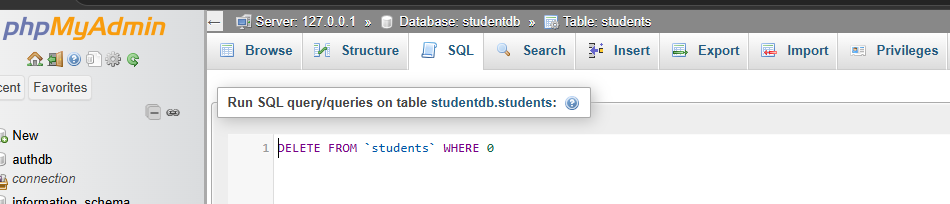 phpMyAdmin
Server: 127.0.0.1 » Database: studentdb » Table: students
Browse Structure SQL Search Insert Export Import Privileges
Favorites
Run SQL query/queries on table studentdb.students:
1 DELETE FROM `students` WHERE 0
New
authdb
connection
information_schema